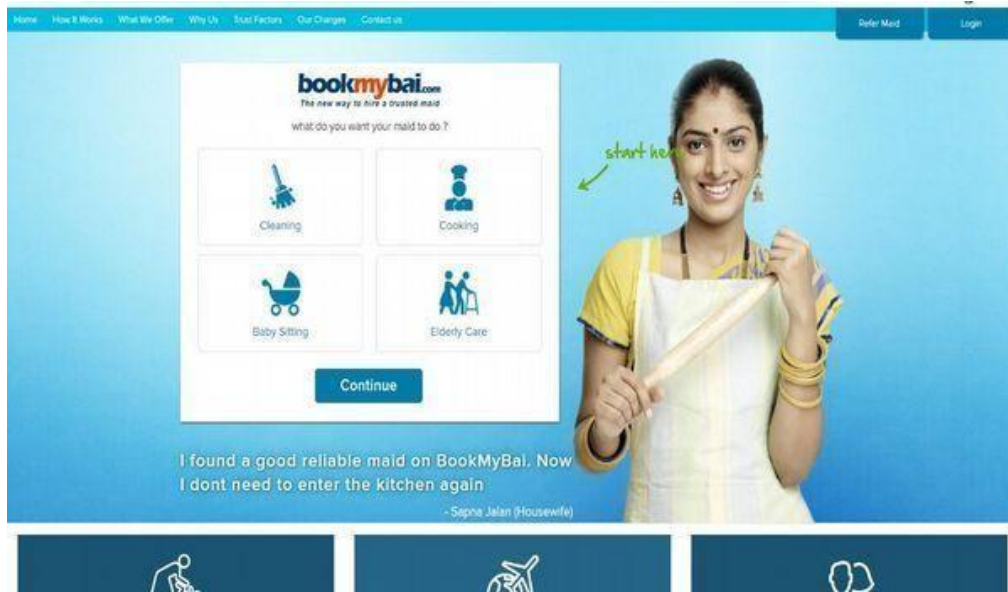 Home How It Works What We Offer Why Us Trust Factors Our Charges Contact us
Refer Maid Login
bookmybai.com
The new way to hire a trusted maid
what do you want your maid to do ?
start here
Cleaning Cooking
Baby Sitting Elderly Care
Continue
I found a good reliable maid on BookMyBai. Now
I dont need to enter the kitchen again
- Sapna Jalan (Housewife)